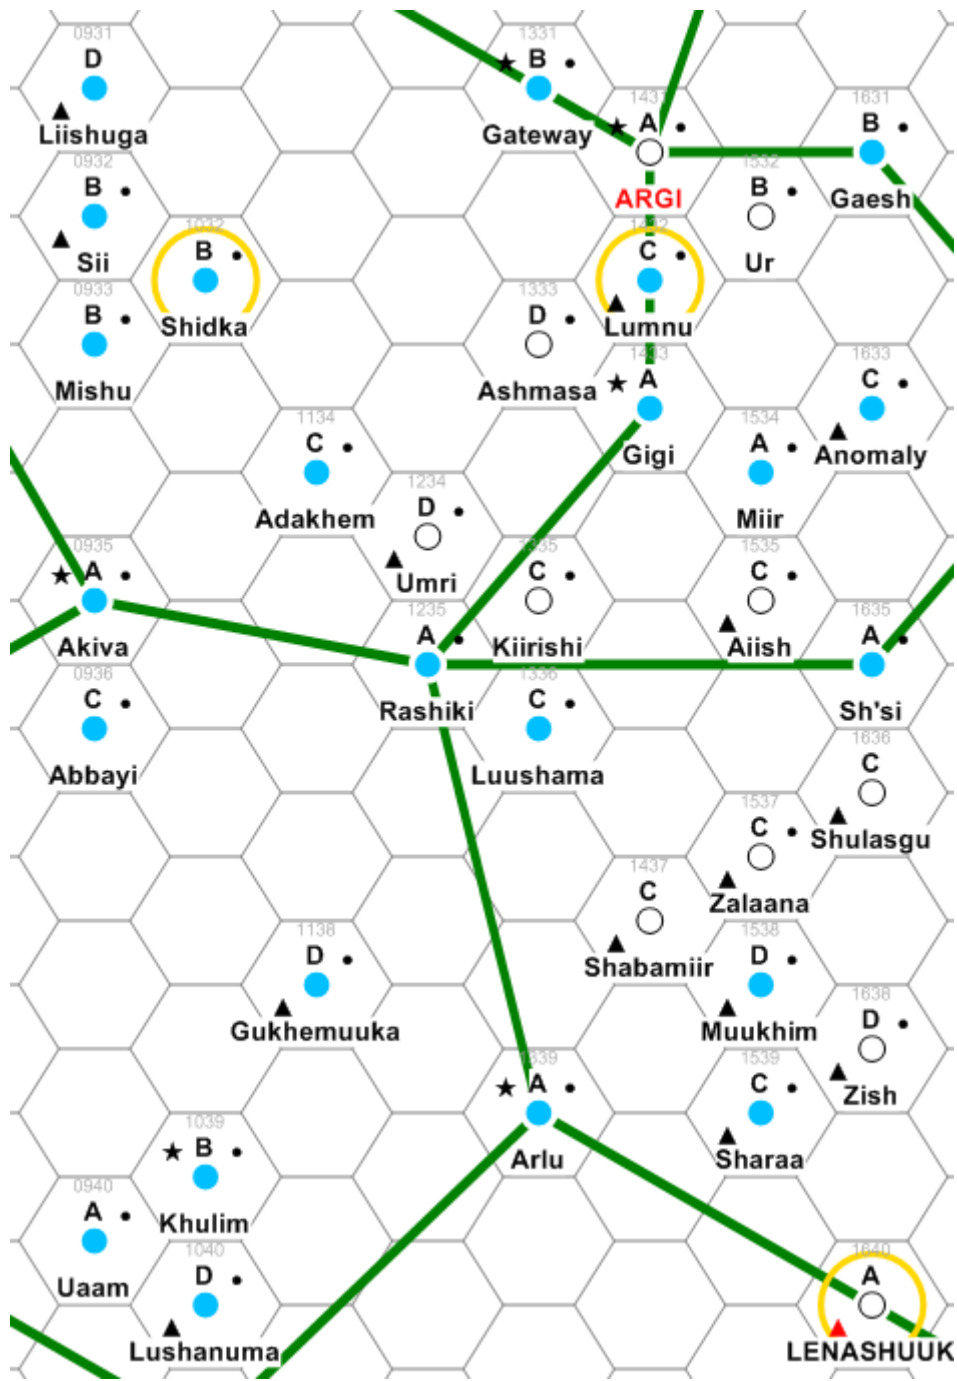 0931
D
Liishuga
1331
B
Gateway
1431
A
ARGI
1631
B
Gaesh
0932
B
Sii
1532
B
Ur
1032
B
Shidka
1432
C
Lumnu
0933
B
Mishu
1333
D
Ashmasa
1433
A
Gigi
1633
C
Anomaly
1134
C
Adakhem
1534
A
Miir
1234
D
Umri
0935
A
Akiva
1335
C
Kiirishi
1535
C
Aiish
1235
A
Rashiki
1635
A
Sh'si
0936
C
Abbayi
1336
C
Luushama
1636
C
Shulasgu
1537
C
Zalaana
1437
C
Shabamiir
1138
D
Gukhemuuka
1538
D
Muukhim
1638
D
Zish
1339
A
Arlu
1539
C
Sharaa
1039
B
Khulim
0940
A
Uaam
1040
D
Lushanuma
1640
A
LENASHUUK